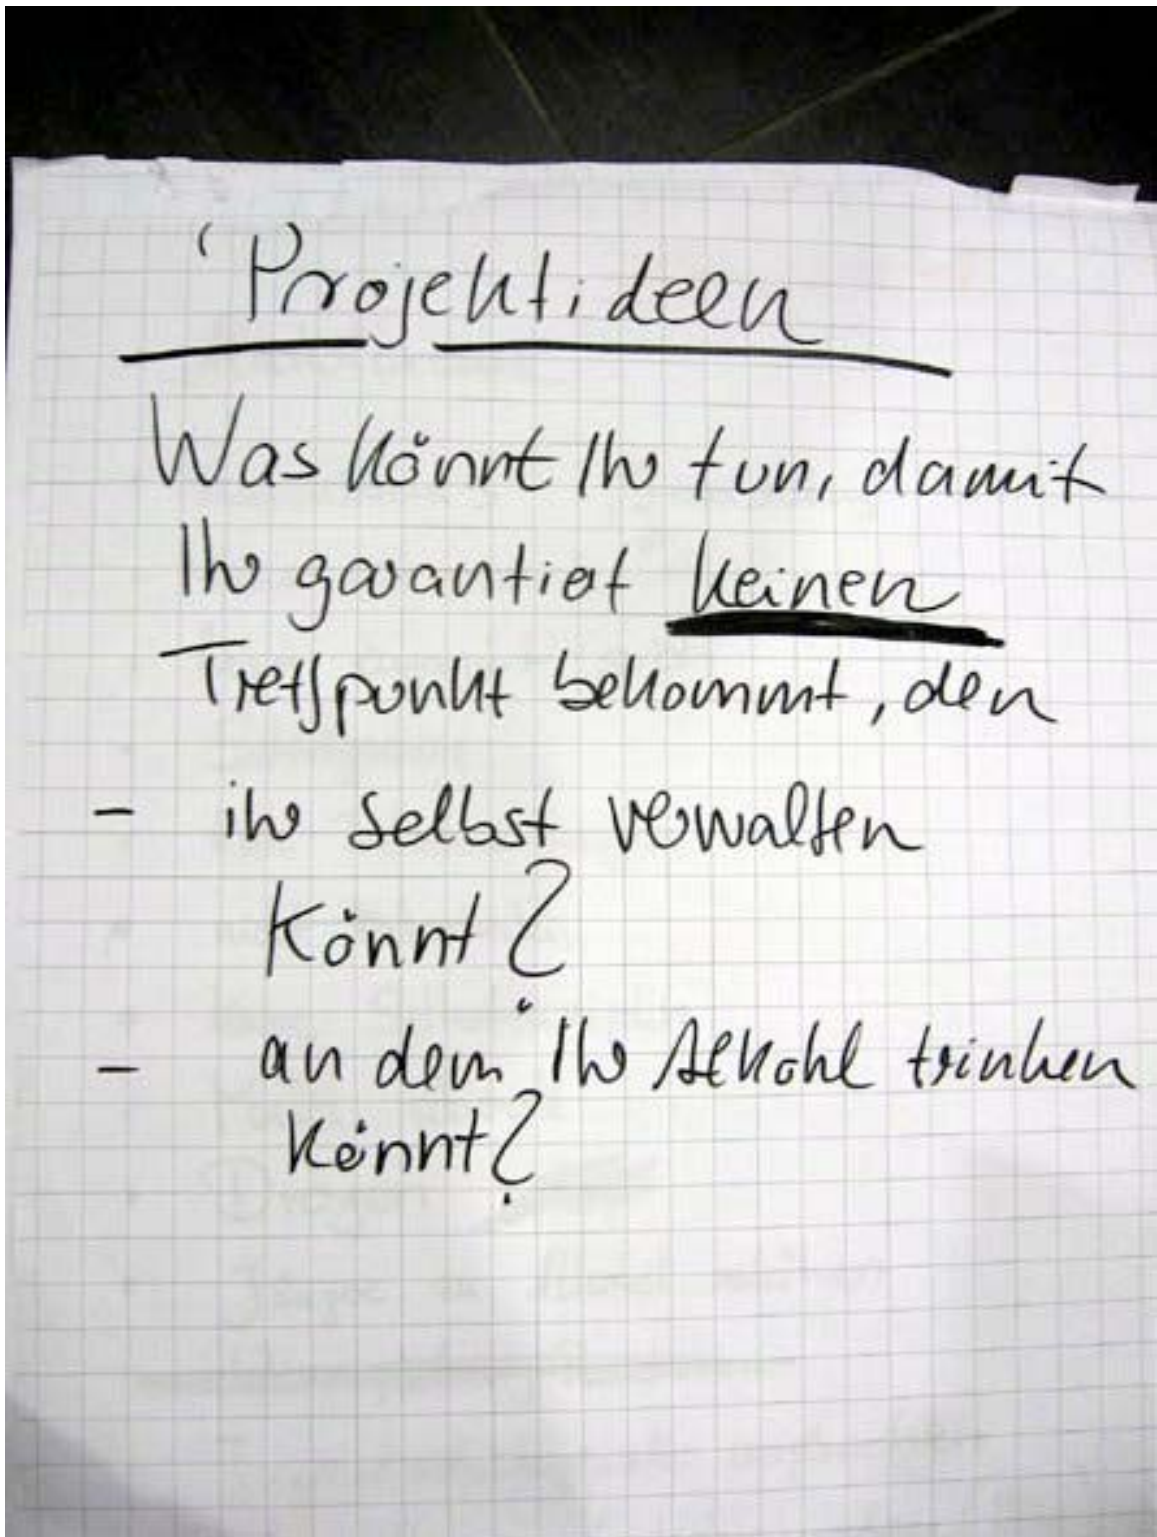 Projektideen
Was könnt Ihr tun, damit
Ihr garantiert keinen
Treffpunkt bekommt, den
- ihr selbst verwalten
könnt?
- an dem Ihr Alkohl trinken
könnt?